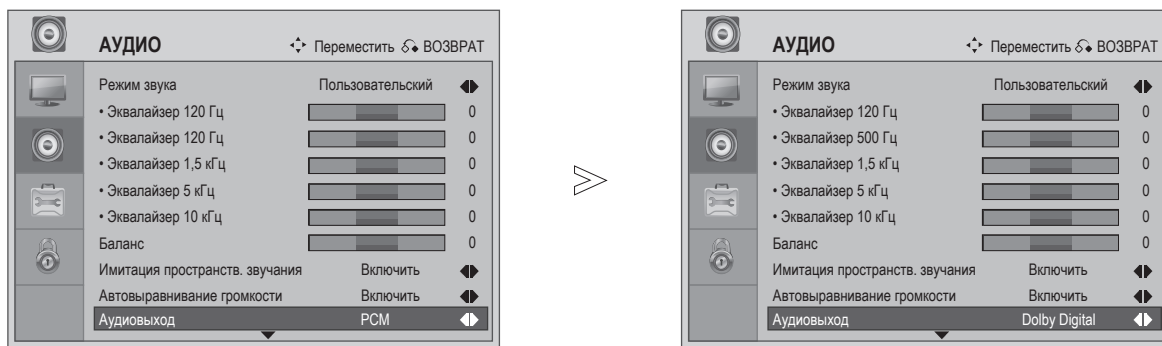 АУДИО Переместить ВОЗВРАТ
Режим звука Пользовательский
• Эквалайзер 120 Гц 0
• Эквалайзер 120 Гц 0
• Эквалайзер 1,5 кГц 0
• Эквалайзер 5 кГц 0
• Эквалайзер 10 кГц 0
Баланс 0
Имитация пространств. звучания Включить
Автовыравнивание громкости Включить
Аудиовыход PCM
АУДИО Переместить ВОЗВРАТ
Режим звука Пользовательский
• Эквалайзер 120 Гц 0
• Эквалайзер 500 Гц 0
• Эквалайзер 1,5 кГц 0
• Эквалайзер 5 кГц 0
• Эквалайзер 10 кГц 0
Баланс 0
Имитация пространств. звучания Включить
Автовыравнивание громкости Включить
Аудиовыход Dolby Digital